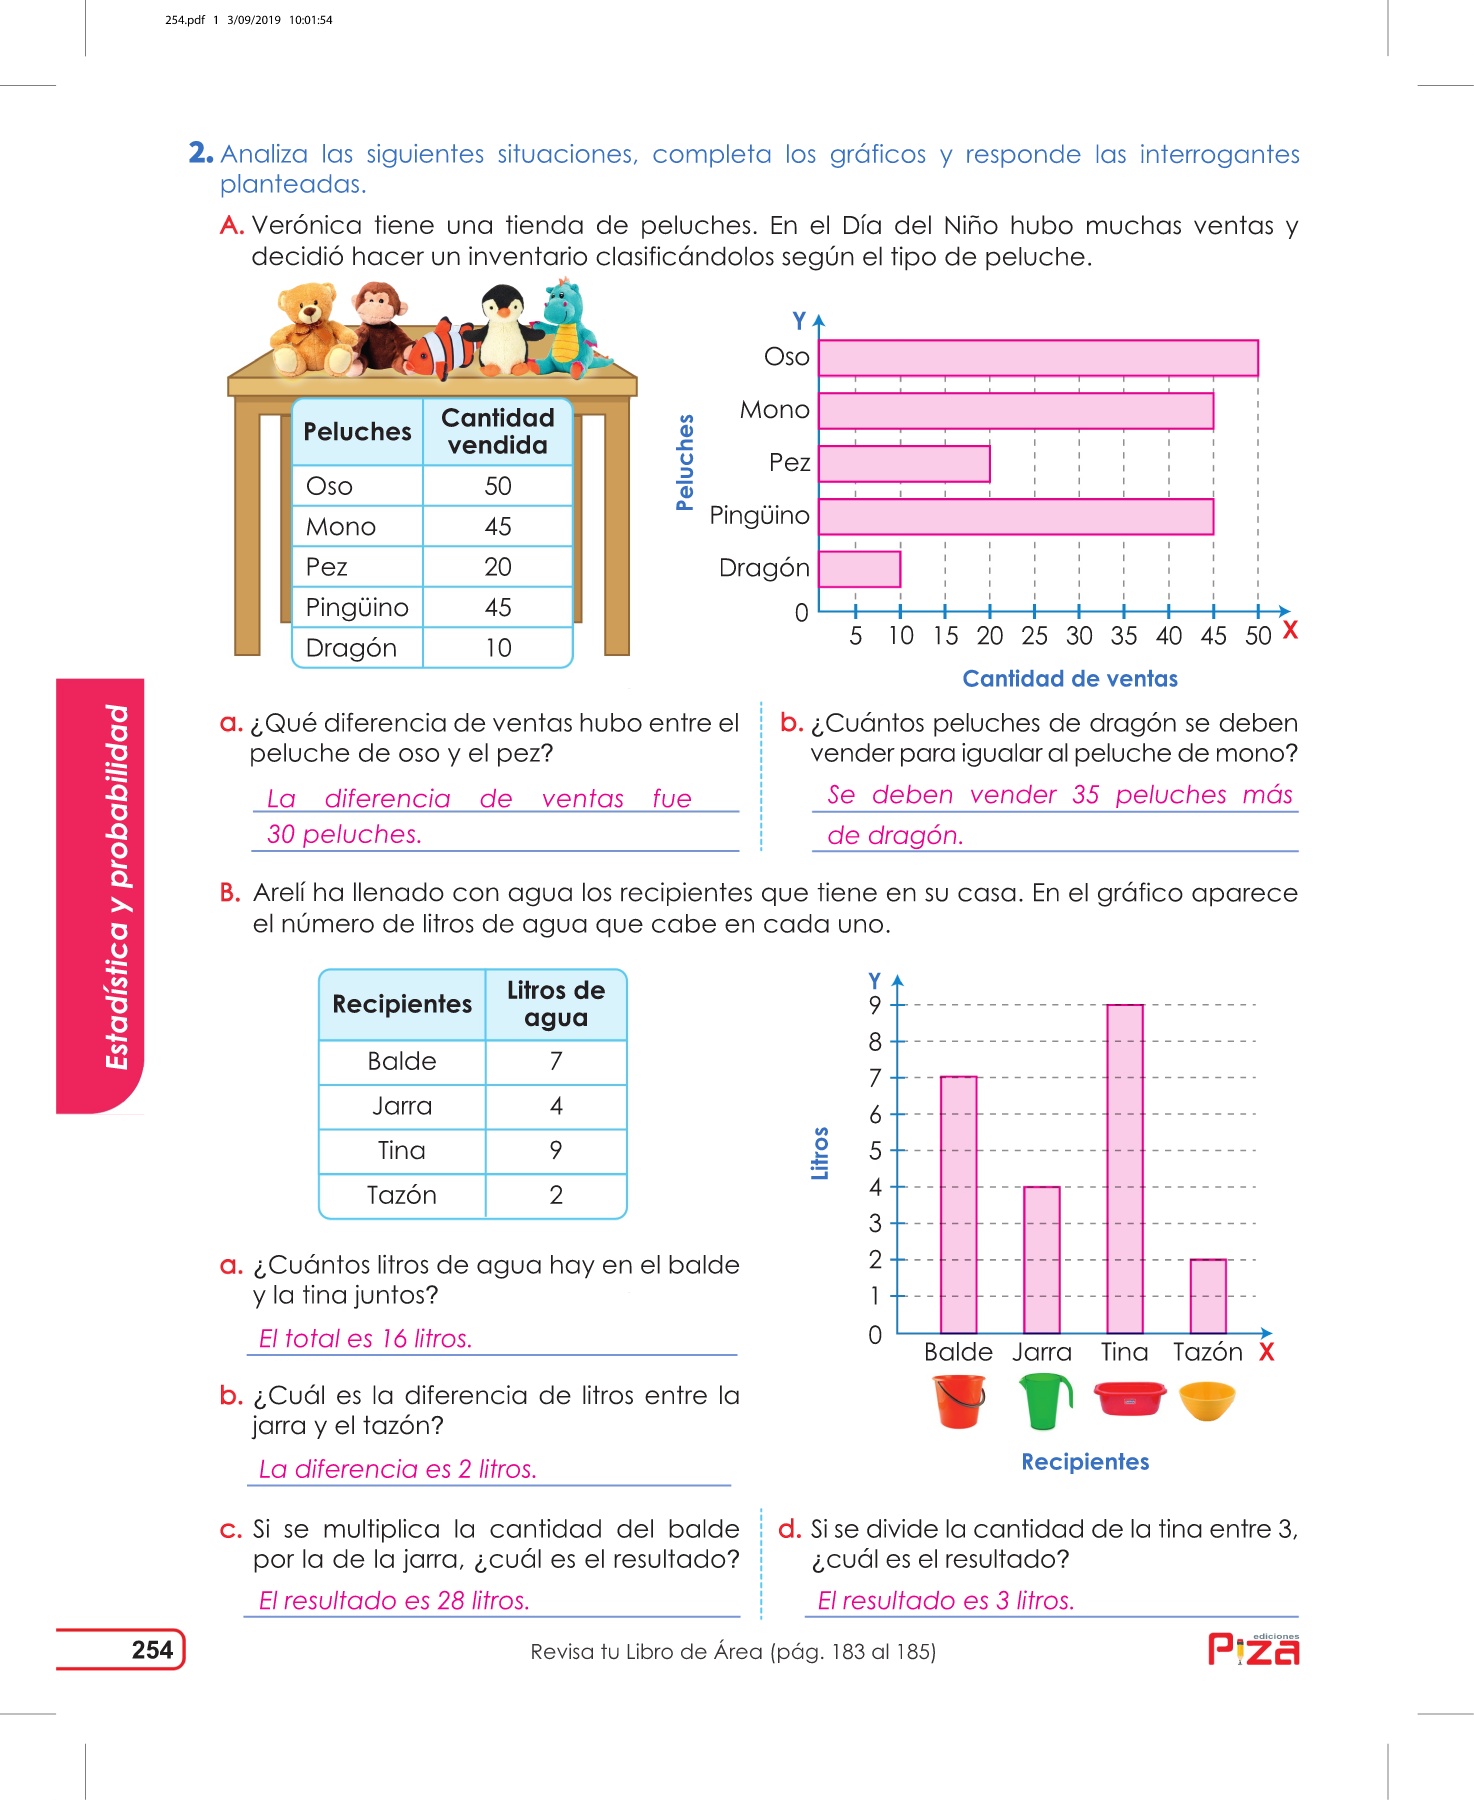 254.pdf 1 3/09/2019 10:01:54
2. Analiza las siguientes situaciones, completa los gráficos y responde las interrogantes
planteadas.
A. Verónica tiene una tienda de peluches. En el Día del Niño hubo muchas ventas y
decidió hacer un inventario clasificándolos según el tipo de peluche.
Peluches Cantidad
vendida
Oso 50
Mono 45
Pez 20
Pingüino 45
Dragón 10
Y
Peluches
Oso
Mono
Pez
Pingüino
Dragón
0
5 10 15 20 25 30 35 40 45 50 X
Cantidad de ventas
a. ¿Qué diferencia de ventas hubo entre el
peluche de oso y el pez?
La diferencia de ventas fue
30 peluches.
b. ¿Cuántos peluches de dragón se deben
vender para igualar al peluche de mono?
Se deben vender 35 peluches más
de dragón.
Estadística y probabilidad
B. Arelí ha llenado con agua los recipientes que tiene en su casa. En el gráfico aparece
el número de litros de agua que cabe en cada uno.
Recipientes Litros de
agua
Balde 7
Jarra 4
Tina 9
Tazón 2
Y
9
8
7
6
5
4
3
2
1
0
Litros
Balde Jarra Tina Tazón X
Recipientes
a. ¿Cuántos litros de agua hay en el balde
y la tina juntos?
El total es 16 litros.
b. ¿Cuál es la diferencia de litros entre la
jarra y el tazón?
La diferencia es 2 litros.
c. Si se multiplica la cantidad del balde
por la de la jarra, ¿cuál es el resultado?
El resultado es 28 litros.
d. Si se divide la cantidad de la tina entre 3,
¿cuál es el resultado?
El resultado es 3 litros.
254
Revisa tu Libro de Área (pág. 183 al 185)
ediciones
Piza